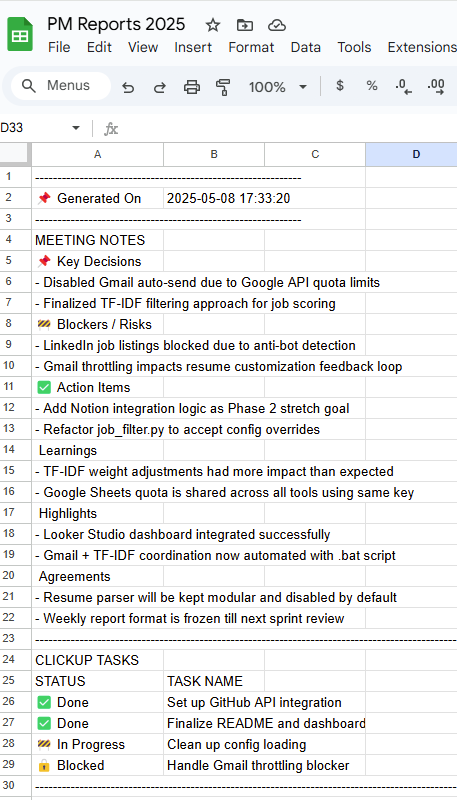 PM Reports 2025
File Edit View Insert Format Data Tools Extensions
Menus 100% $ % .0 .00
D33 fx
A B C D
1 -----------------------------------------------------------
2 📌 Generated On 2025-05-08 17:33:20
3 -----------------------------------------------------------
4 MEETING NOTES
5 📌 Key Decisions
6 - Disabled Gmail auto-send due to Google API quota limits
7 - Finalized TF-IDF filtering approach for job scoring
8 🚧 Blockers / Risks
9 - LinkedIn job listings blocked due to anti-bot detection
10 - Gmail throttling impacts resume customization feedback loop
11 ✅ Action Items
12 - Add Notion integration logic as Phase 2 stretch goal
13 - Refactor job_filter.py to accept config overrides
14 Learnings
15 - TF-IDF weight adjustments had more impact than expected
16 - Google Sheets quota is shared across all tools using same key
17 Highlights
18 - Looker Studio dashboard integrated successfully
19 - Gmail + TF-IDF coordination now automated with .bat script
20 Agreements
21 - Resume parser will be kept modular and disabled by default
22 - Weekly report format is frozen till next sprint review
23 -----------------------------------------------------------
24 CLICKUP TASKS
25 STATUS TASK NAME
26 ✅ Done Set up GitHub API integration
27 ✅ Done Finalize README and dashboard
28 🚧 In Progress Clean up config loading
29 🔒 Blocked Handle Gmail throttling blocker
30 -----------------------------------------------------------